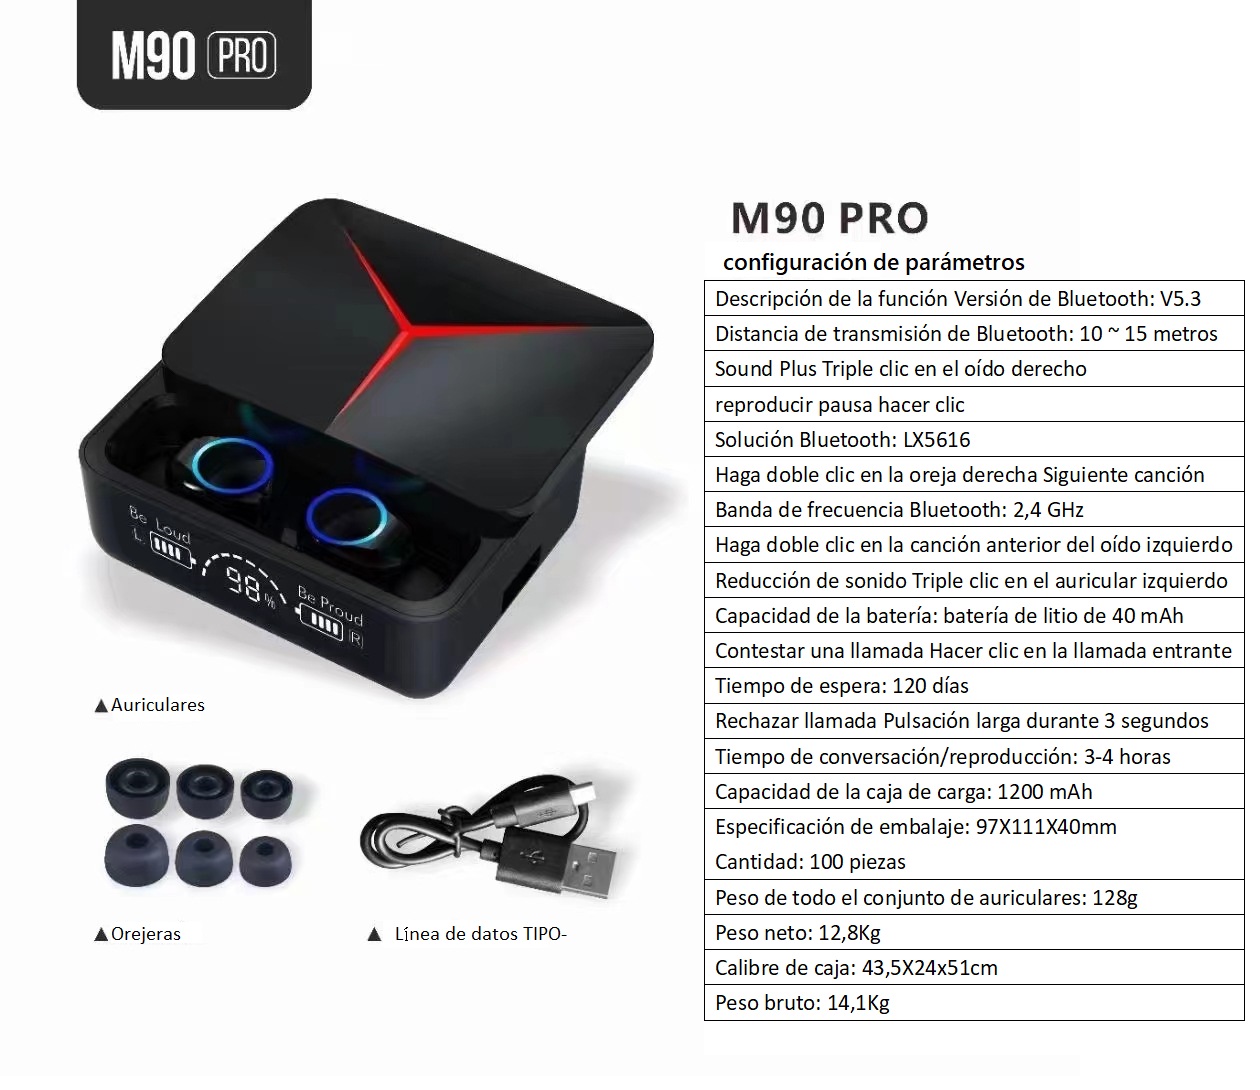 M90 PRO
M90 PRO
configuración de parámetros
Descripción de la función Versión de Bluetooth: V5.3
Distancia de transmisión de Bluetooth: 10 ~ 15 metros
Sound Plus Triple clic en el oído derecho
reproducir pausa hacer clic
Solución Bluetooth: LX5616
Haga doble clic en la oreja derecha Siguiente canción
Banda de frecuencia Bluetooth: 2,4 GHz
Haga doble clic en la canción anterior del oído izquierdo
Reducción de sonido Triple clic en el auricular izquierdo
Capacidad de la batería: batería de litio de 40 mAh
Contestar una llamada Hacer clic en la llamada entrante
Tiempo de espera: 120 días
Rechazar llamada Pulsación larga durante 3 segundos
Tiempo de conversación/reproducción: 3-4 horas
Capacidad de la caja de carga: 1200 mAh
Especificación de embalaje: 97X111X40mm
Cantidad: 100 piezas
Peso de todo el conjunto de auriculares: 128g
Peso neto: 12,8Kg
Calibre de caja: 43,5X24x51cm
Peso bruto: 14,1Kg
Be Loud
L
98%
Be Proud
(R)
▲Auriculares
▲Orejeras
▲ Línea de datos TIPO-